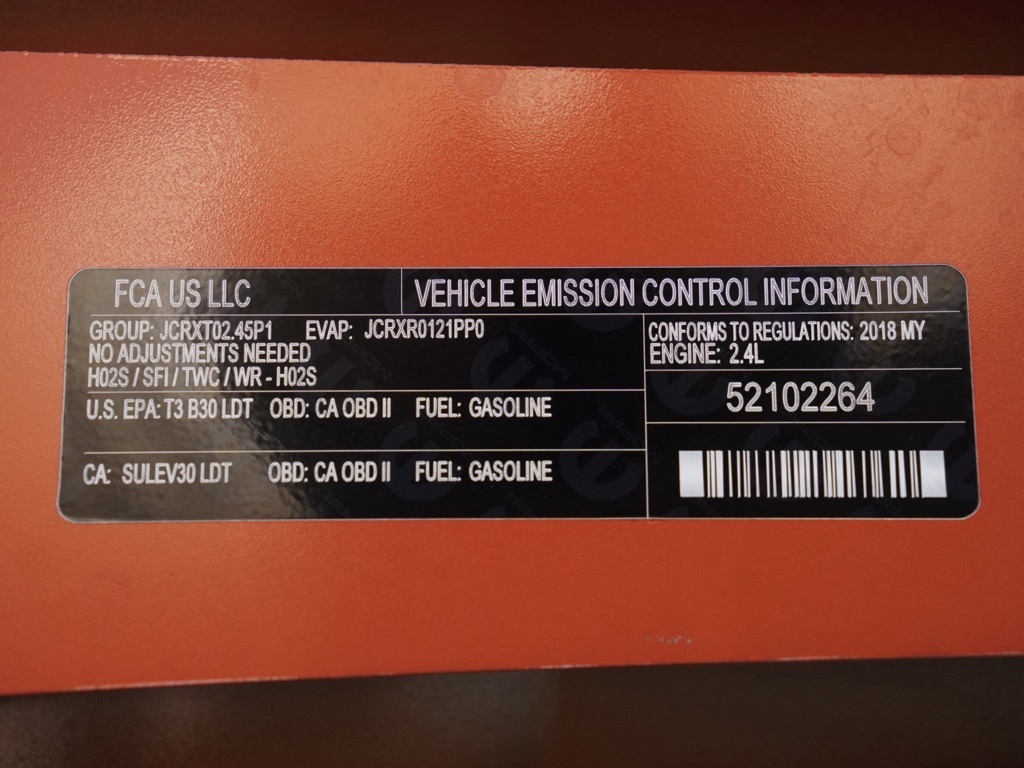 FCA US LLC
VEHICLE EMISSION CONTROL INFORMATION
GROUP: JCRXT02.45P1 EVAP: JCRXR0121PP0
NO ADJUSTMENTS NEEDED
H02S / SFI / TWC / WR - H02S
U.S. EPA: T3 B30 LDT OBD: CA OBD II FUEL: GASOLINE
CA: SULEV30 LDT OBD: CA OBD II FUEL: GASOLINE
CONFORMS TO REGULATIONS: 2018 MY
ENGINE: 2.4L
52102264